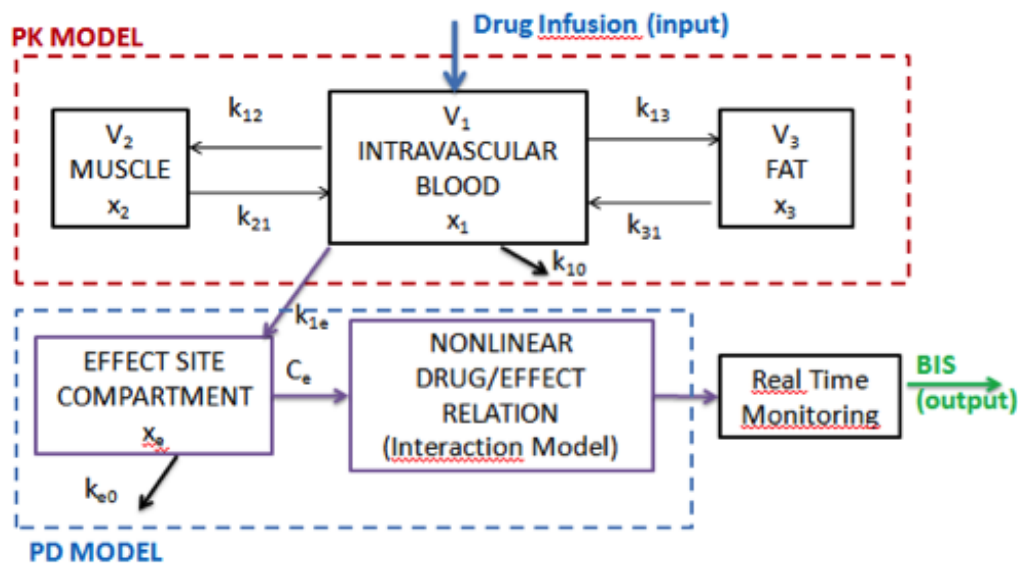 Drug Infusion (input)
PK MODEL
k12
V1
k13
V2
INTRAVASCULAR
V3
MUSCLE
BLOOD
FAT
x2
x1
x3
k21
k31
k10
k1e
EFFECT SITE
COMPARTMENT
xe
Ce
NONLINEAR
DRUG/EFFECT
RELATION
(Interaction Model)
Real Time
Monitoring
BIS
(output)
ke0
PD MODEL